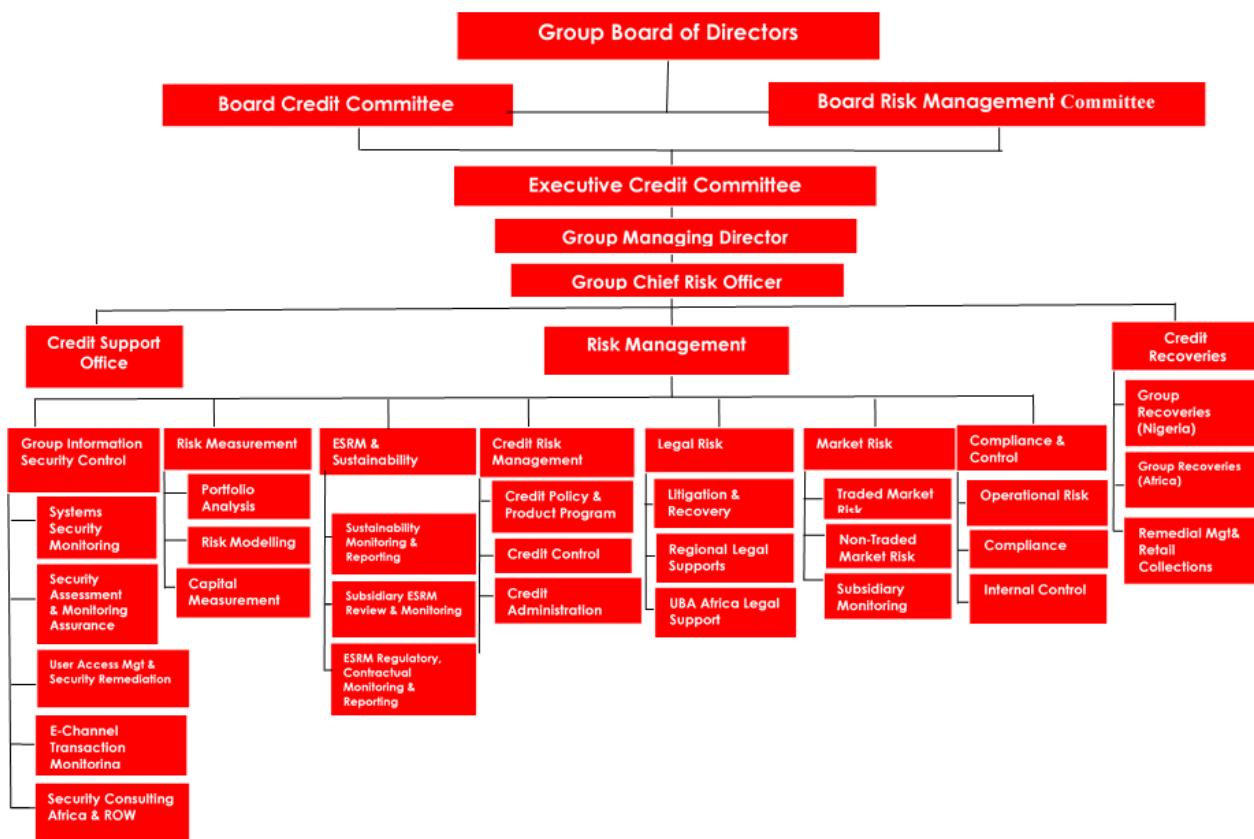 Group Board of Directors
Board Credit Committee
Board Risk Management Committee
Executive Credit Committee
Group Managing Director
Group Chief Risk Officer
Credit Support
Office
Risk Management
Credit
Recoveries
Group
Recoveries
(Nigeria)
Group Recoveries
(Africa)
Remedial Mgt&
Retail
Collections
Group Information
Security Control
Systems
Security
Monitoring
Security
Assessment
& Monitoring
Assurance
User Access Mgt &
Security Remediation
E-Channel
Transaction
Monitoring
Security Consulting
Africa & ROW
Risk Measurement
Portfolio
Analysis
Risk Modelling
Capital
Measurement
ESRM &
Sustainability
Sustainability
Monitoring &
Reporting
Subsidiary ESRM
Review & Monitoring
ESRM Regulatory,
Contractual
Monitoring &
Reporting
Credit Risk
Management
Credit Policy &
Product Program
Credit Control
Credit
Administration
Legal Risk
Litigation &
Recovery
Regional Legal
Supports
UBA Africa Legal
Support
Market Risk
Traded Market
Risk
Non-Traded
Market Risk
Subsidiary
Monitoring
Compliance &
Control
Operational Risk
Compliance
Internal Control